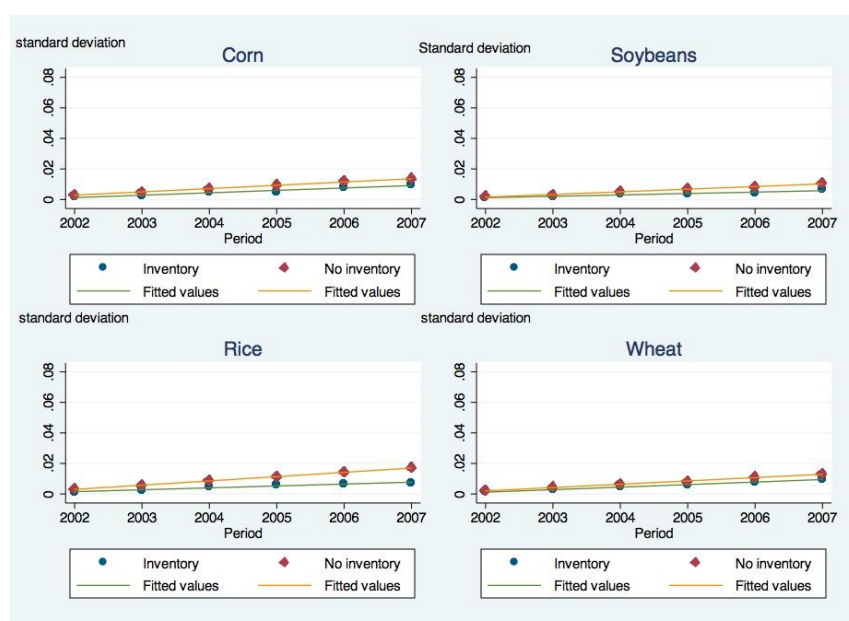 standard deviation
Corn
.08
.06
.04
.02
0
2002 2003 2004 2005 2006 2007
Period
Inventory No inventory
Fitted values Fitted values
Standard deviation
Soybeans
.08
.06
.04
.02
0
2002 2003 2004 2005 2006 2007
Period
Inventory No inventory
Fitted values Fitted values
standard deviation
Rice
.08
.06
.04
.02
0
2002 2003 2004 2005 2006 2007
Period
Inventory No inventory
Fitted values Fitted values
standard deviation
Wheat
.08
.06
.04
.02
0
2002 2003 2004 2005 2006 2007
Period
Inventory No inventory
Fitted values Fitted values